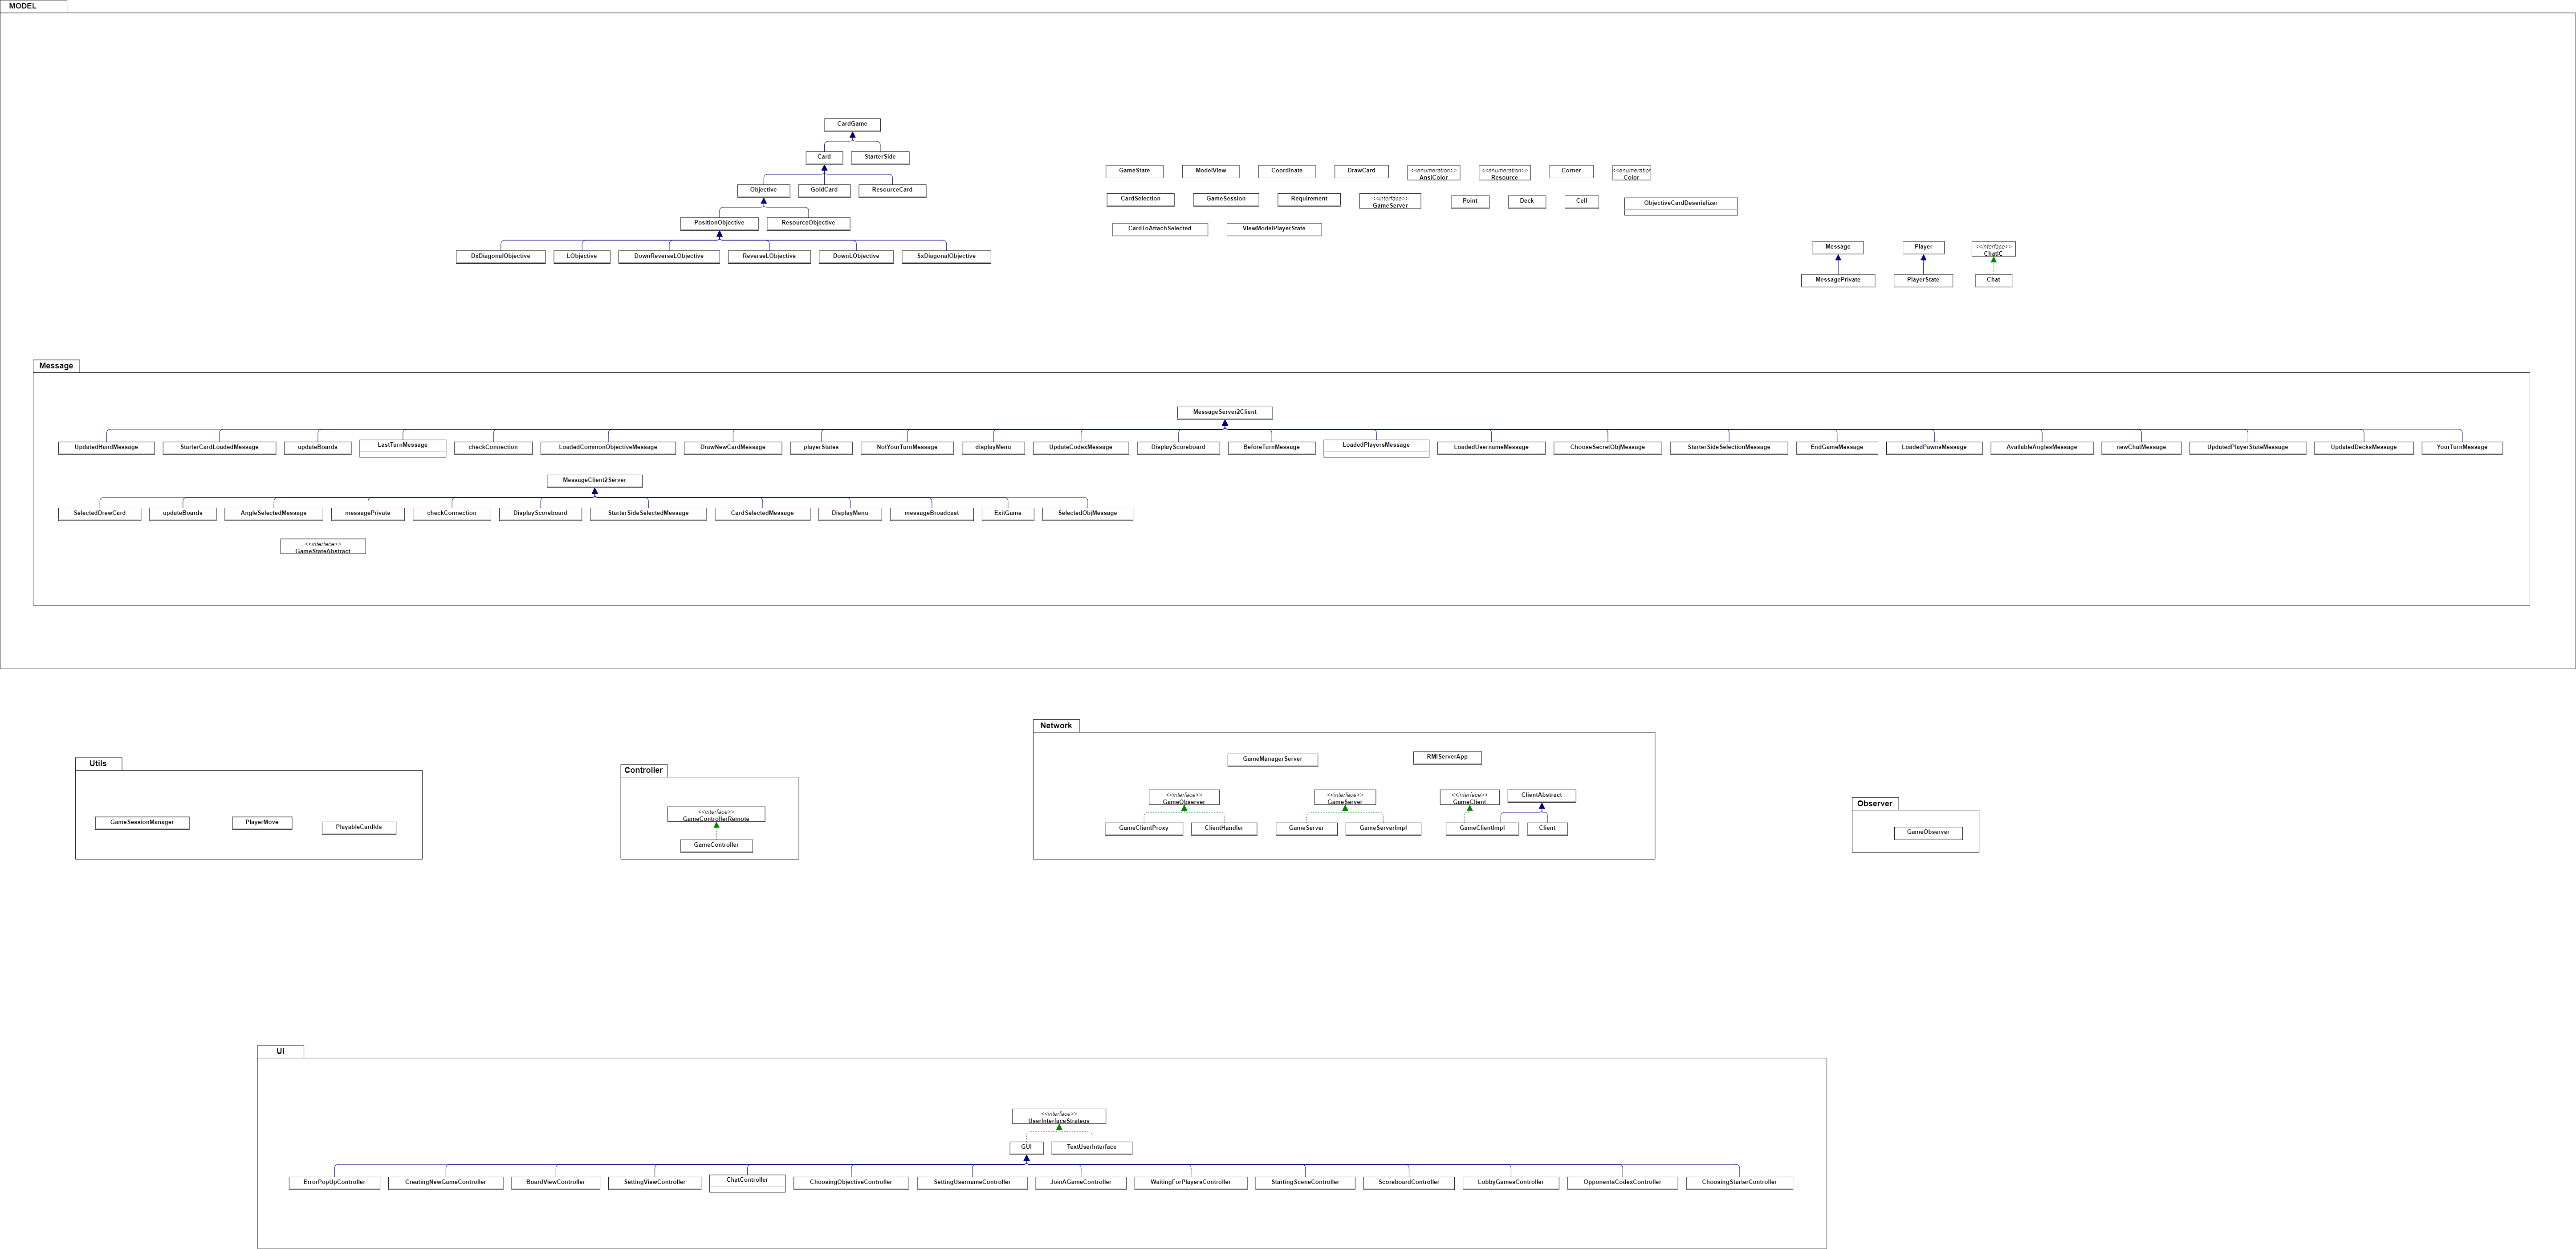 MODEL
CardGame
Card
StarterSide
Objective
GoldCard
ResourceCard
PositionObjective
ResourceObjective
DxDiagonalObjective
LObjective
DownReverseLObjective
ReverseLObjective
DownLObjective
SxDiagonalObjective
GameState
ModelView
Coordinate
DrawCard
<<enumeration>>
AnsiColor
<<enumeration>>
Resource
Corner
<<enumeration
Color
CardSelection
GameSession
Requirement
<<interface>>
GameServer
Point
Deck
Cell
ObjectiveCardDeserializer
CardToAttachSelected
ViewModelPlayerState
Message
Player
<<interface>>
ChatIC
MessagePrivate
PlayerState
Chat
Message
MessageServer2Client
UpdatedHandMessage
StarterCardLoadedMessage
updateBoards
LastTurnMessage
checkConnection
LoadedCommonObjectiveMessage
DrawNewCardMessage
playerStates
NotYourTurnMessage
displayMenu
UpdateCodexMessage
DisplayScoreboard
BeforeTurnMessage
LoadedPlayersMessage
LoadedUsernameMessage
ChooseSecretObjMessage
StarterSideSelectionMessage
EndGameMessage
LoadedPawnsMessage
AvailableAnglesMessage
newChatMessage
UpdatedPlayerStateMessage
UpdatedDecksMessage
YourTurnMessage
MessageClient2Server
SelectedDrewCard
updateBoards
AngleSelectedMessage
messagePrivate
checkConnection
DisplayScoreboard
StarterSideSelectedMessage
CardSelectedMessage
DisplayMenu
messageBroadcast
ExitGame
SelectedObjMessage
<<interface>>
GameStateAbstract
Utils
GameSessionManager
PlayerMove
PlayableCardIds
Controller
<<interface>>
GameControllerRemote
GameController
Network
GameManagerServer
RMIServerApp
<<interface>>
GameObserver
<<interface>>
GameServer
<<interface>>
GameClient
ClientAbstract
GameClientProxy
ClientHandler
GameServer
GameServerImpl
GameClientImpl
Client
Observer
GameObserver
UI
<<interface>>
UserInterfaceStrategy
GUI
TextUserInterface
ErrorPopUpController
CreatingNewGameController
BoardViewController
SettingViewController
ChatController
ChoosingObjectiveController
SettingUsernameController
JoinAGameController
WaitingForPlayersController
StartingSceneController
ScoreboardController
LobbyGamesController
OpponentsCodexController
ChoosingStarterController